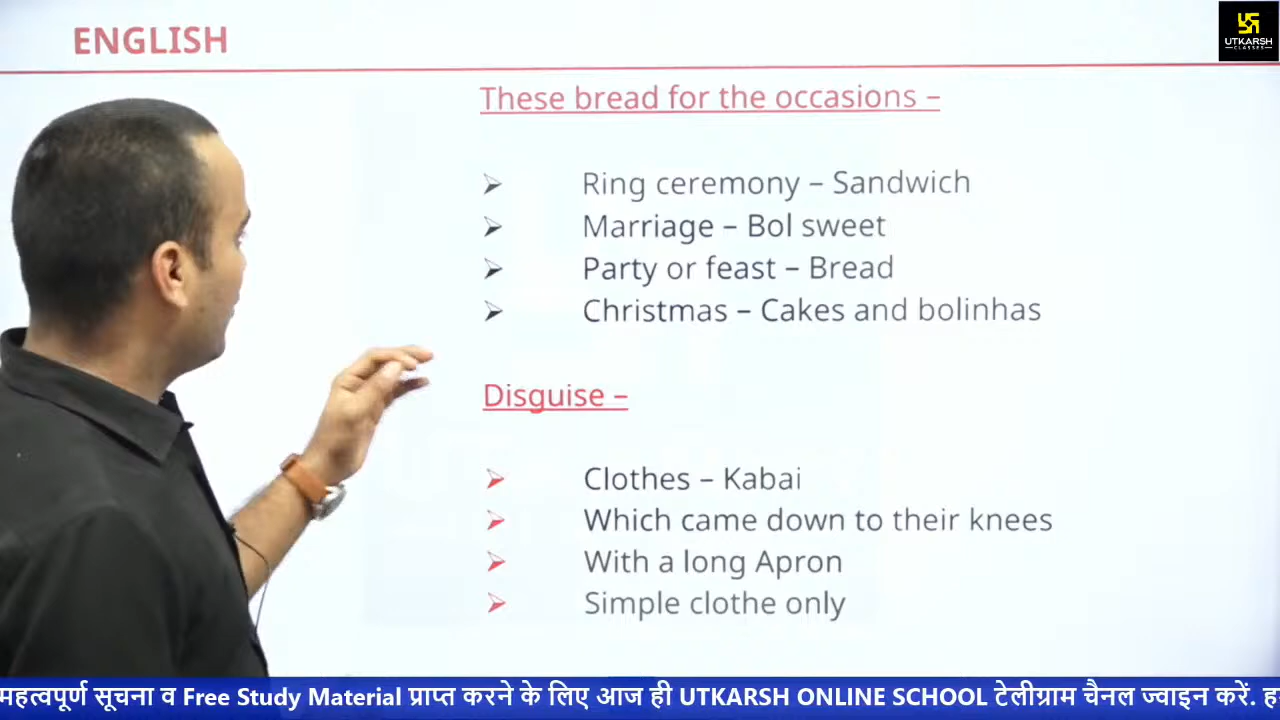 ENGLISH
UTKARSH
CLASSES
These bread for the occasions –
Ring ceremony – Sandwich
Marriage – Bol sweet
Party or feast – Bread
Christmas – Cakes and bolinhas
Disguise –
Clothes – Kabai
Which came down to their knees
With a long Apron
Simple clothe only
महत्वपूर्ण सूचना व Free Study Material प्राप्त करने के लिए आज ही UTKARSH ONLINE SCHOOL टेलीग्राम चैनल ज्वाइन करें.